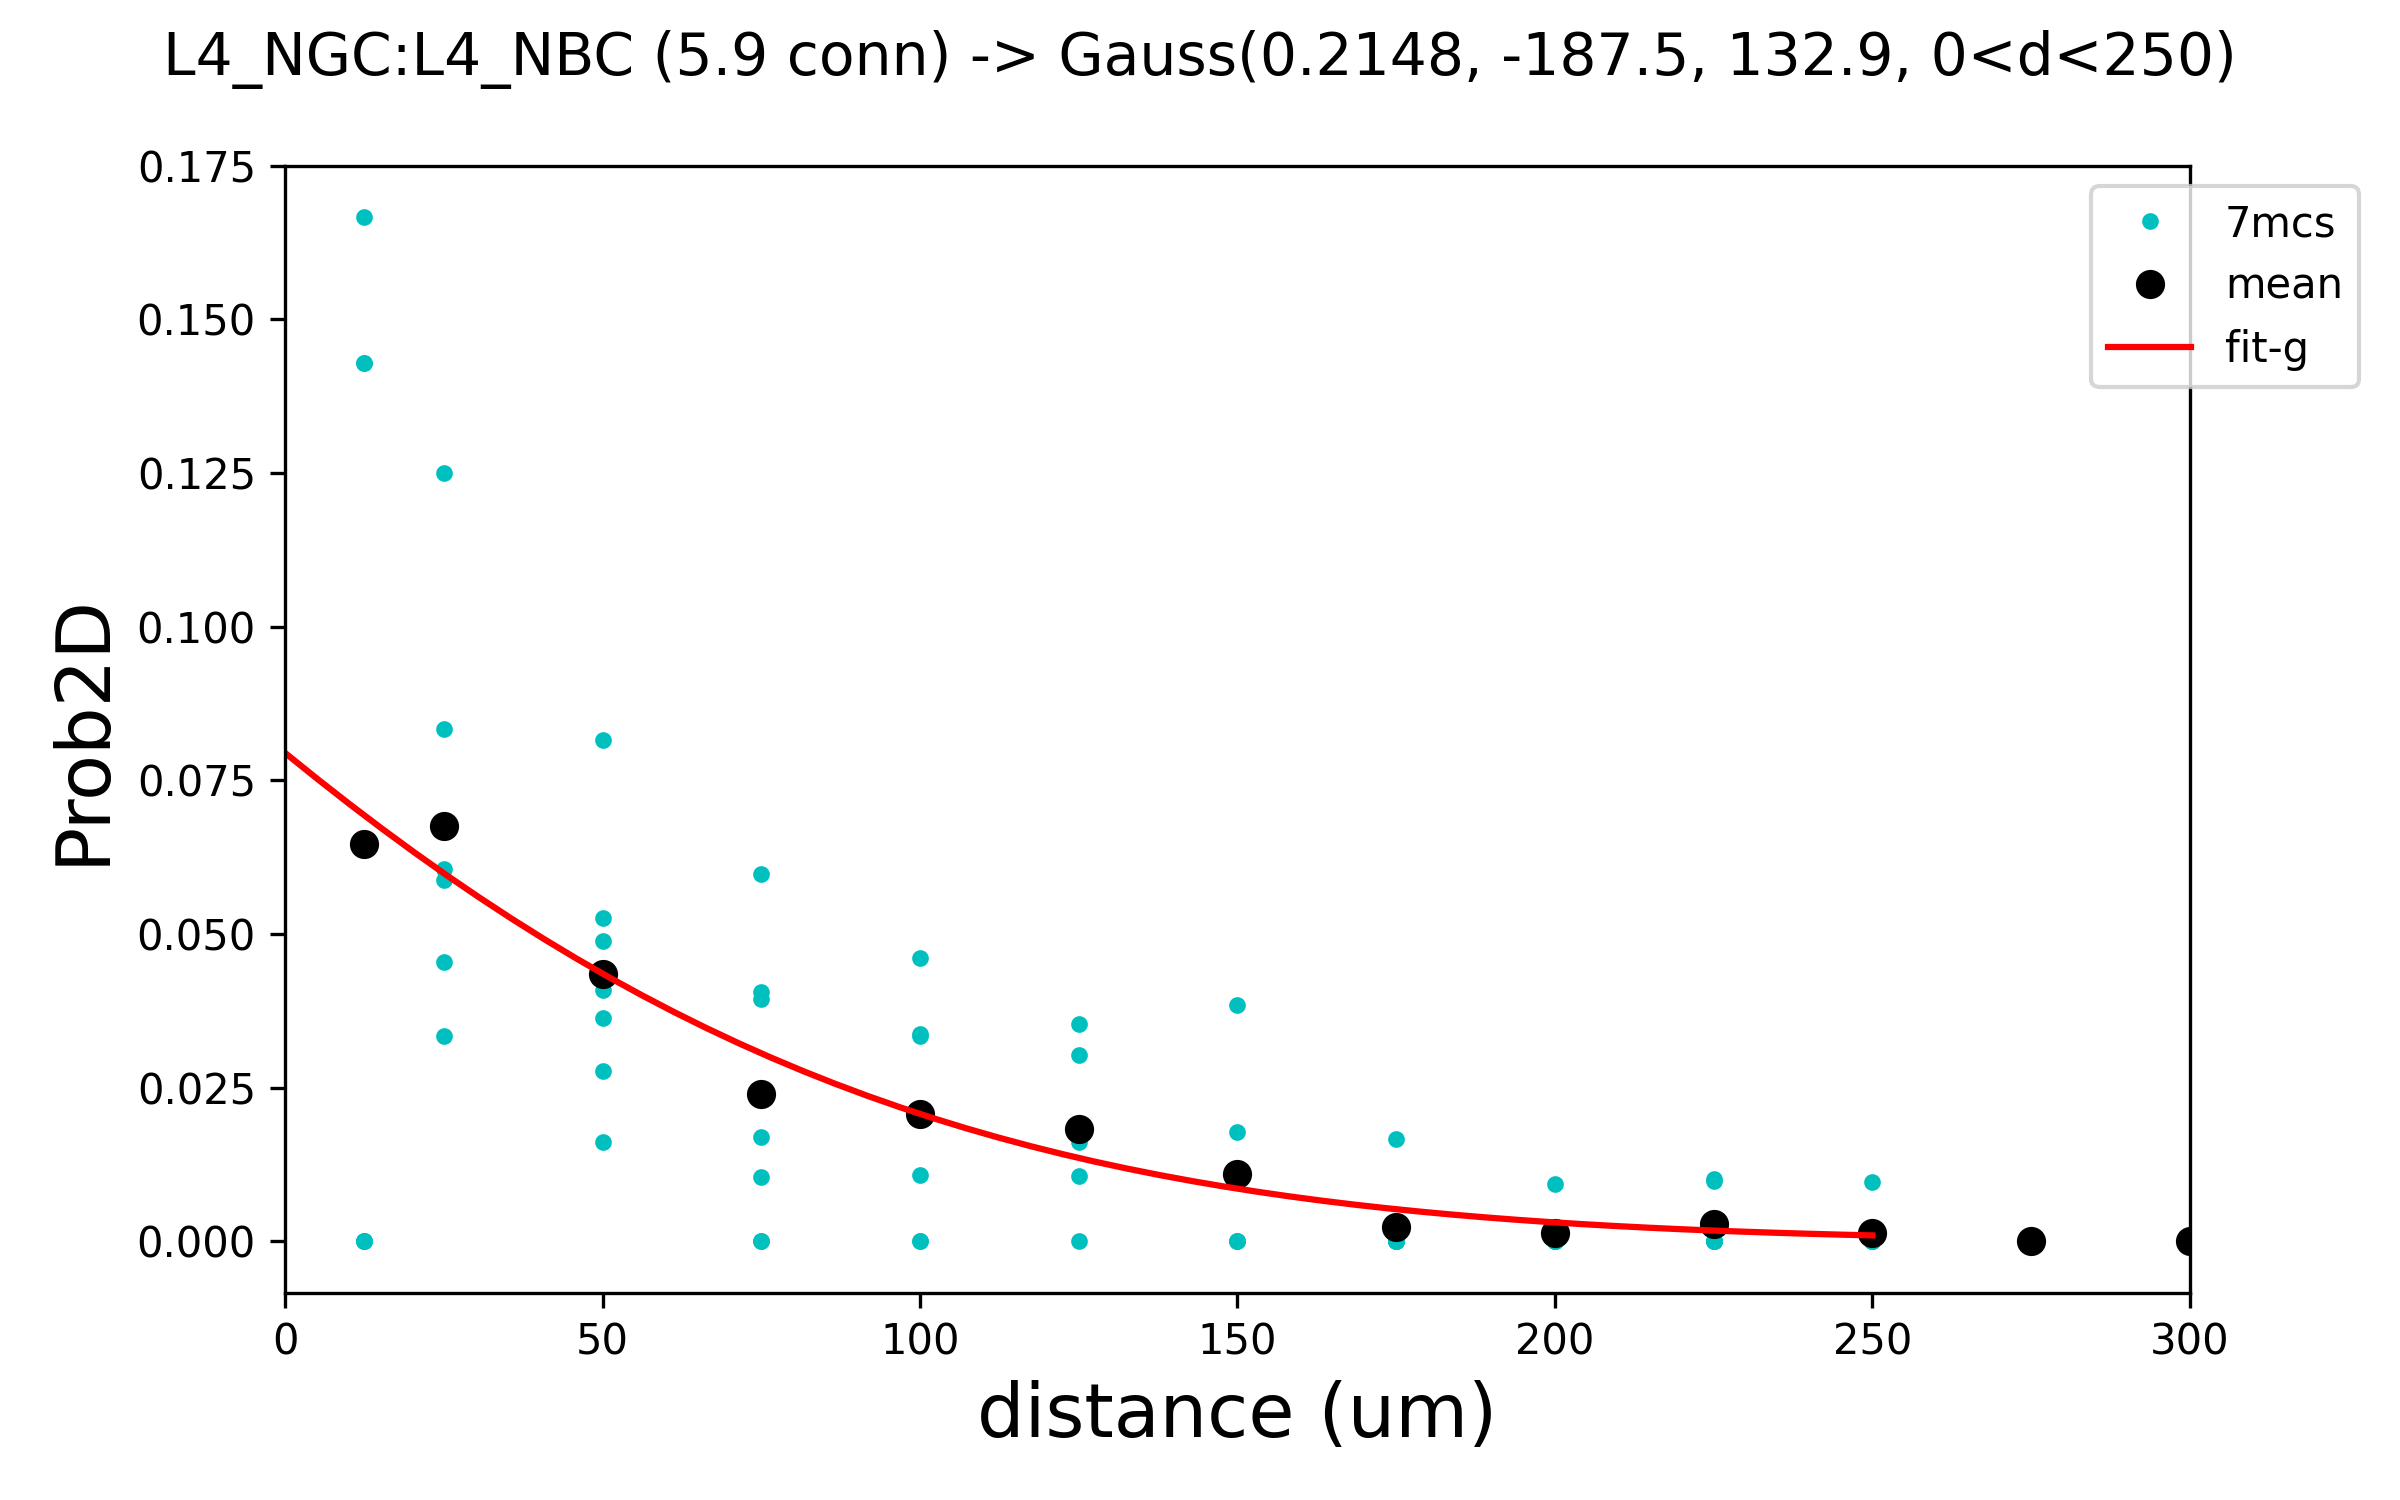 L4_NGC:L4_NBC (5.9 conn) -> Gauss(0.2148, -187.5, 132.9, 0<d<250)
0.175
0.150
0.125
0.100
0.075
0.050
0.025
0.000
Prob2D
7mcs
mean
fit-g
0 50 100 150 200 250 300
distance (um)